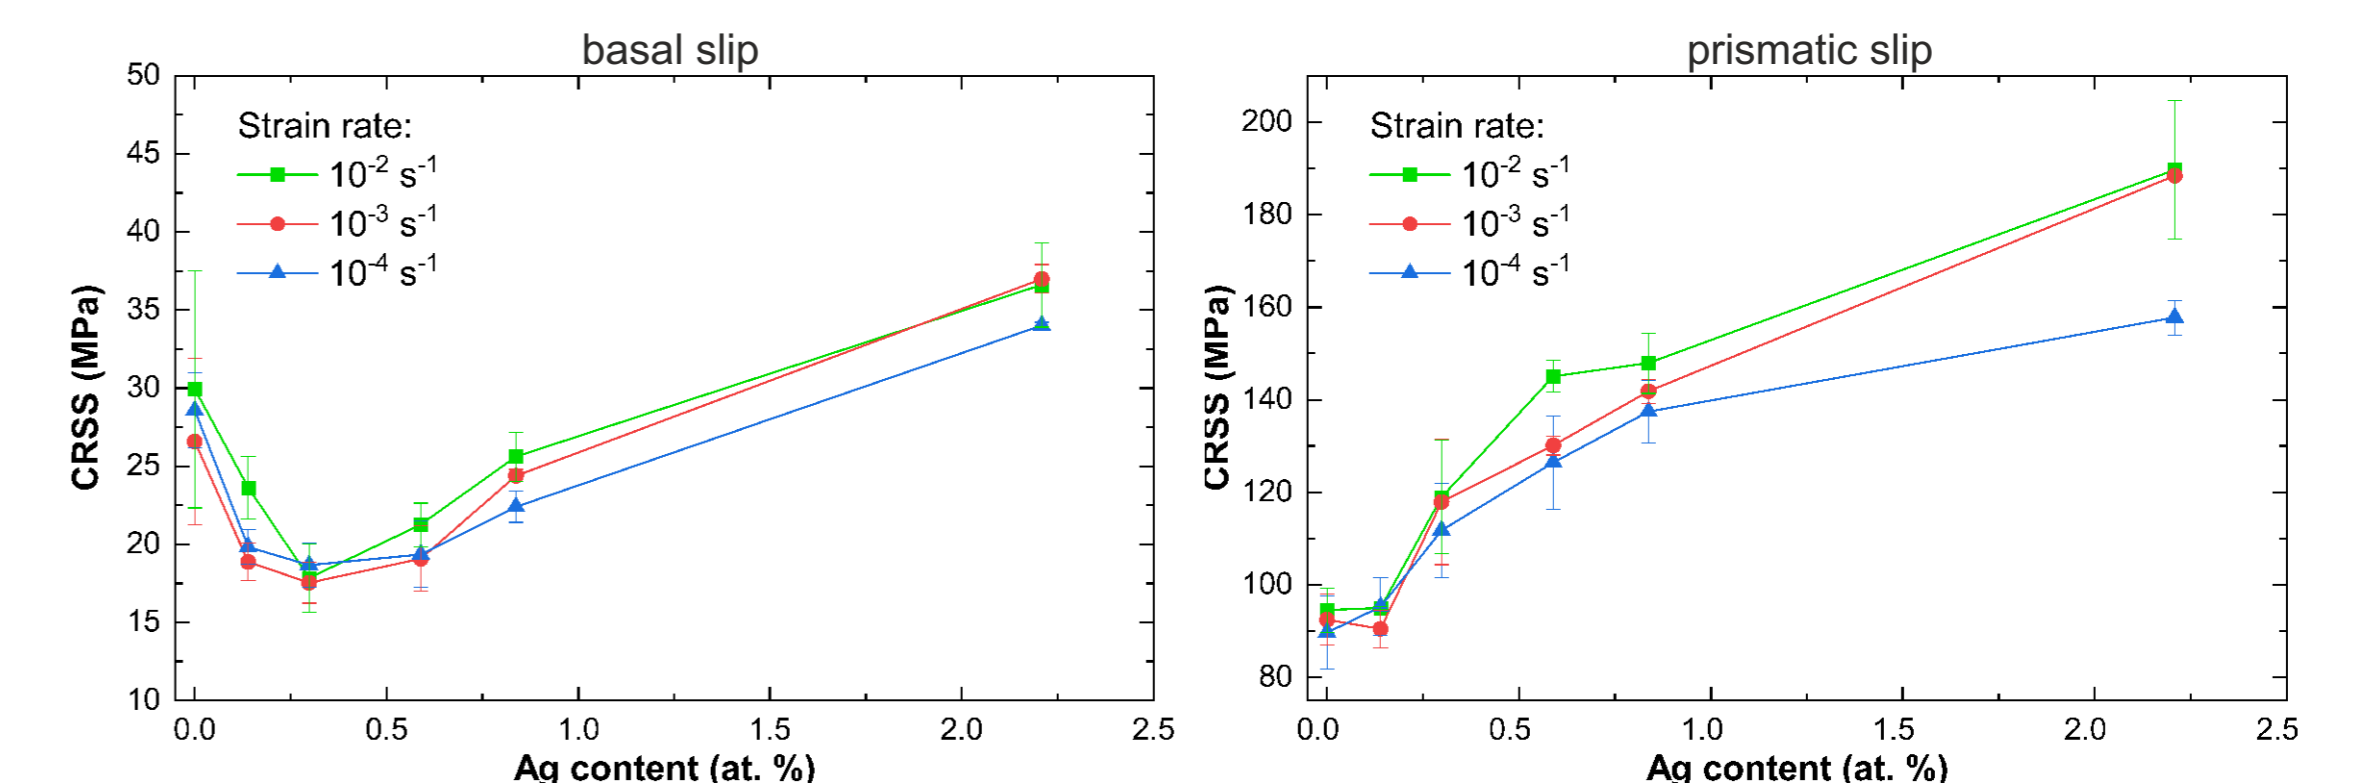 basal slip
50
45
40
35
30
25
20
15
10
CRSS (MPa)
Strain rate:
10⁻² s⁻¹
10⁻³ s⁻¹
10⁻⁴ s⁻¹
0.0 0.5 1.0 1.5 2.0 2.5
Ag content (at. %)
prismatic slip
200
180
160
140
120
100
80
CRSS (MPa)
Strain rate:
10⁻² s⁻¹
10⁻³ s⁻¹
10⁻⁴ s⁻¹
0.0 0.5 1.0 1.5 2.0 2.5
Ag content (at. %)